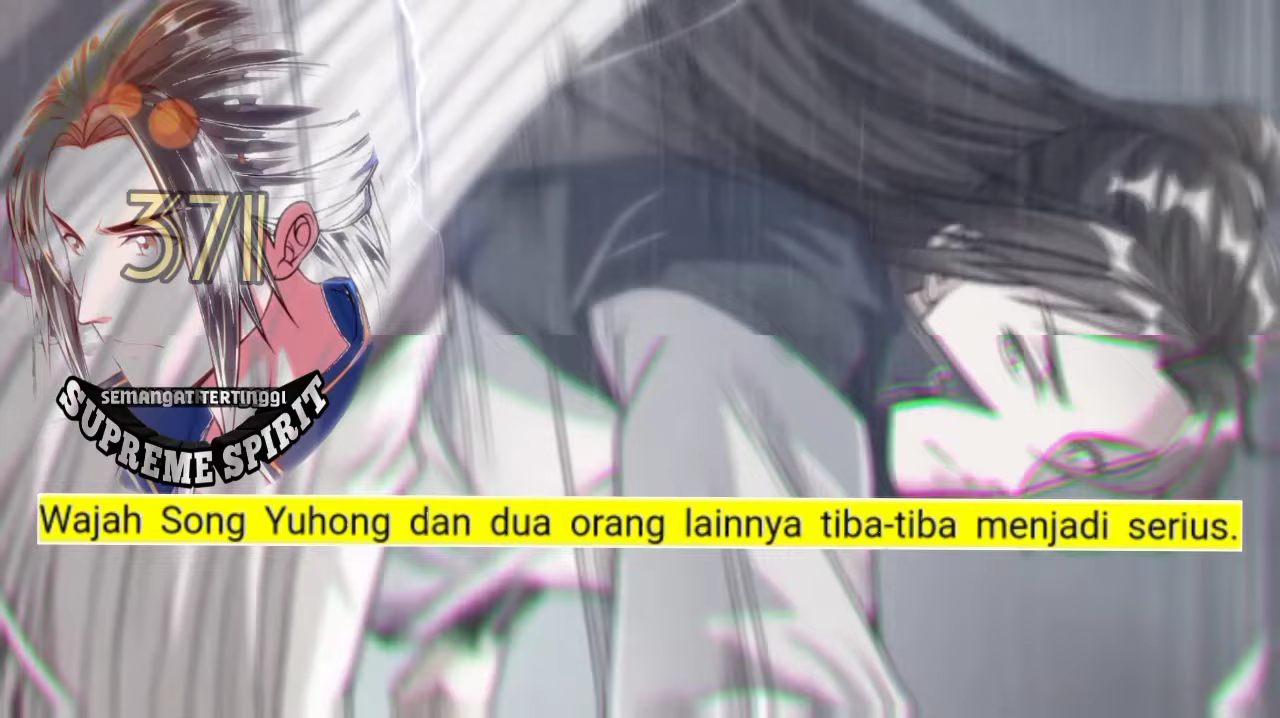 371
SEMANGAT TERTINGGI
SUPREME SPIRIT
Wajah Song Yuhong dan dua orang lainnya tiba-tiba menjadi serius.